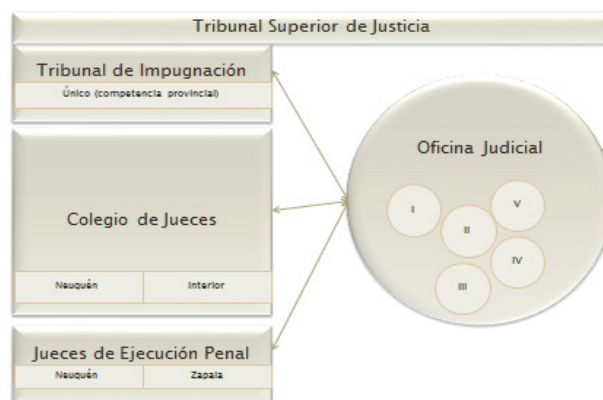 Tribunal Superior de Justicia
Tribunal de Impugnación
Único (competencia provincial)
Colegio de Jueces
Neuquén
Interior
Jueces de Ejecución Penal
Neuquén
Zapala
Oficina Judicial
I
V
II
IV
III